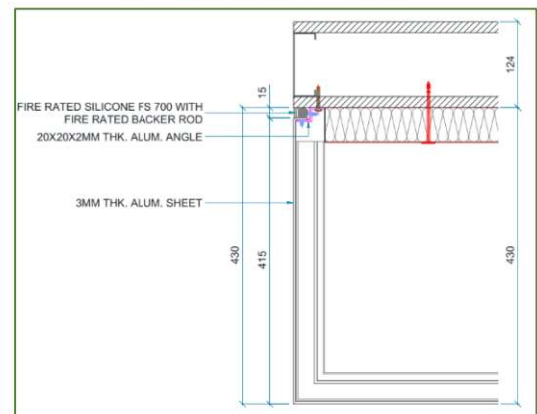 124
15
FIRE RATED SILICONE FS 700 WITH
FIRE RATED BACKER ROD
20X20X2MM THK. ALUM. ANGLE
3MM THK. ALUM. SHEET
430
415
430